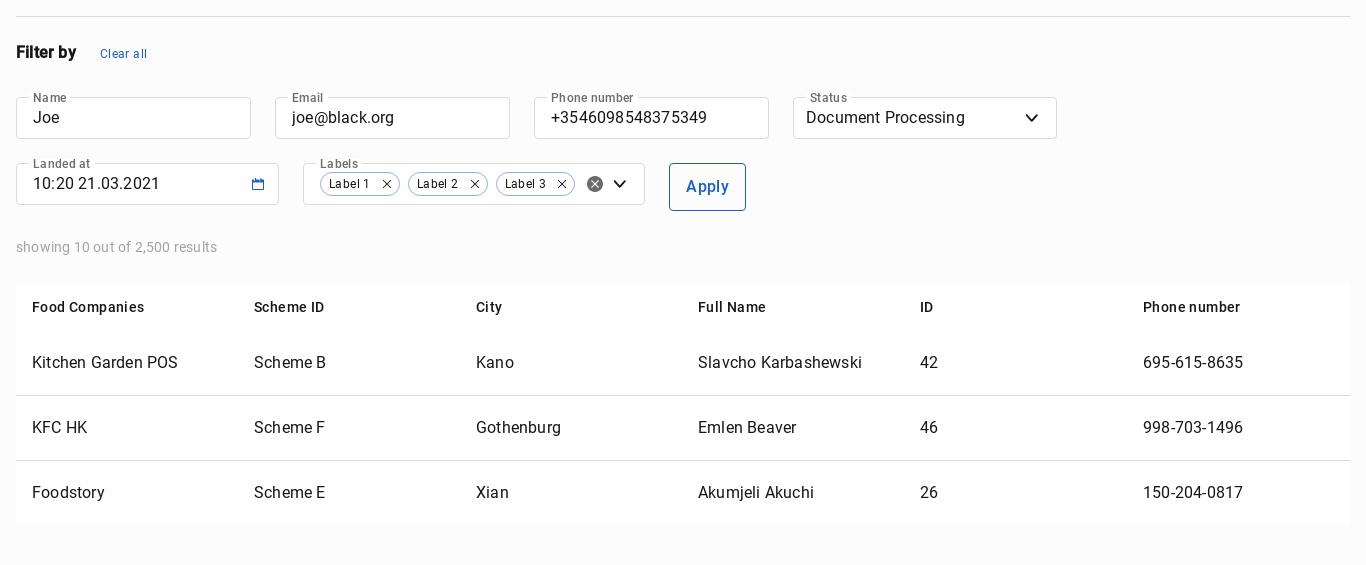 Filter by Clear all
Name Email Phone number Status
Joe joe@black.org +3546098548375349 Document Processing
Landed at Labels
10:20 21.03.2021 Label 1 Label 2 Label 3 Apply
showing 10 out of 2,500 results
Food Companies Scheme ID City Full Name ID Phone number
Kitchen Garden POS Scheme B Kano Slavcho Karbashewski 42 695-615-8635
KFC HK Scheme F Gothenburg Emlen Beaver 46 998-703-1496
Foodstory Scheme E Xian Akumjeli Akuchi 26 150-204-0817